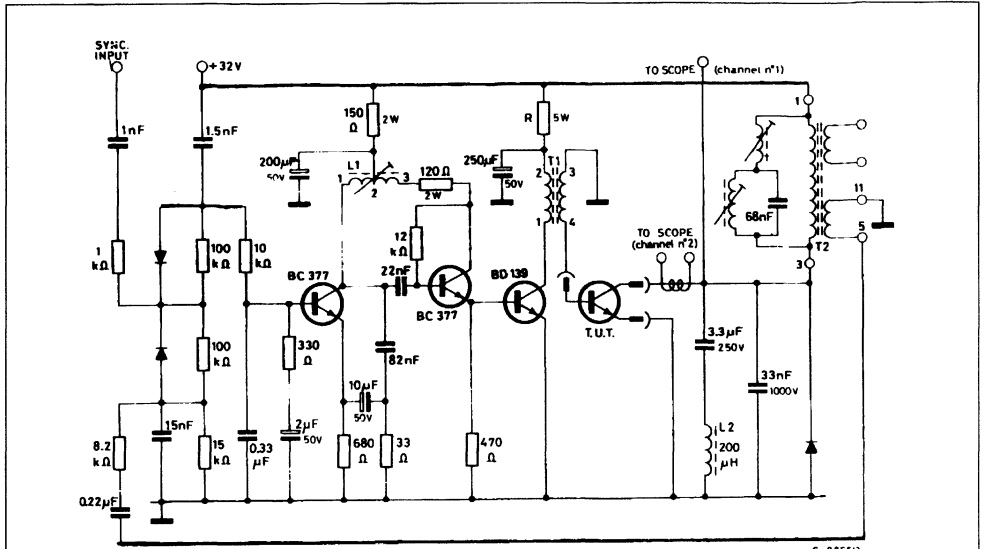 SYNC.
INPUT
+32V
TO SCOPE (channel n°1)
1nF
1.5nF
150
Ω
2W
R
5W
1
200µF
50V
L1
1
2
3
120Ω
2W
250µF
50V
T1
2
3
1
4
68nF
11
5
T2
3
TO SCOPE
(channel n°2)
1
kΩ
100
kΩ
10
kΩ
12
kΩ
BC 377
22nF
BC 377
BD 139
T.U.T.
100
kΩ
330
Ω
82nF
3.3µF
250V
33nF
1000V
10µF
50V
8.2
kΩ
15nF
15
kΩ
0.33
µF
2µF
50V
680
Ω
33
Ω
470
Ω
L2
200
µH
0.22µF